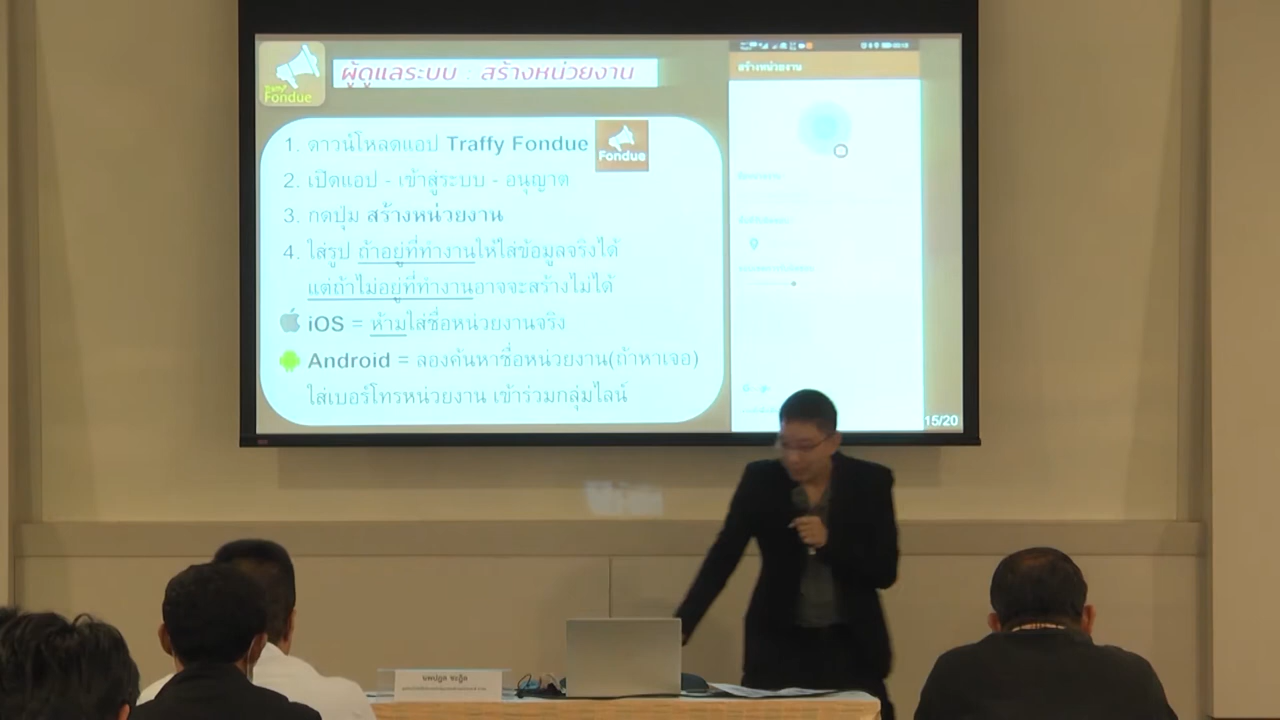 Traffy
Fondue
ผู้ดูแลระบบ : สร้างหน่วยงาน
สร้างหน่วยงาน
1. ดาวน์โหลดแอป Traffy Fondue
Fondue
2. เปิดแอป - เข้าสู่ระบบ - อนุญาต
3. กดปุ่ม สร้างหน่วยงาน
4. ใส่รูป ถ้าอยู่ที่ทำงานให้ใส่ข้อมูลจริงได้
แต่ถ้าไม่อยู่ที่ทำงานอาจจะสร้างไม่ได้
iOS = ห้ามใส่ชื่อหน่วยงานจริง
Android = ลองค้นหาชื่อหน่วยงาน(ถ้าหาเจอ)
ใส่เบอร์โทรหน่วยงาน เข้าร่วมกลุ่มไลน์
15/20